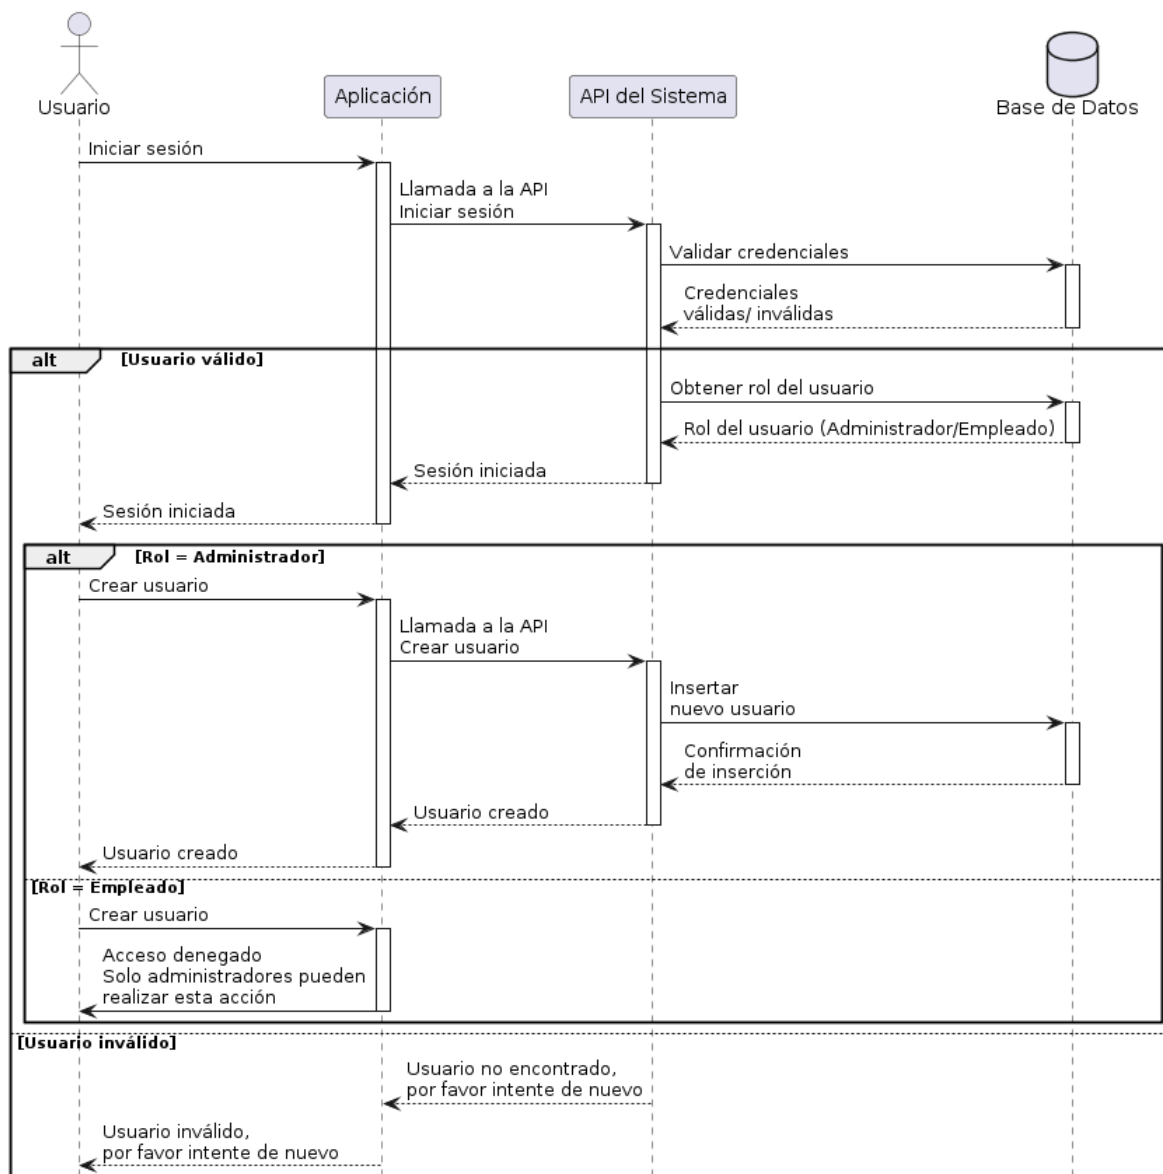 Usuario
Aplicación
API del Sistema
Base de Datos
Iniciar sesión
Llamada a la API
Iniciar sesión
Validar credenciales
Credenciales
válidas/ inválidas
alt
[Usuario válido]
Obtener rol del usuario
Rol del usuario (Administrador/Empleado)
Sesión iniciada
Sesión iniciada
alt
[Rol = Administrador]
Crear usuario
Llamada a la API
Crear usuario
Insertar
nuevo usuario
Confirmación
de inserción
Usuario creado
Usuario creado
[Rol = Empleado]
Crear usuario
Acceso denegado
Solo administradores pueden
realizar esta acción
[Usuario inválido]
Usuario no encontrado,
por favor intente de nuevo
Usuario inválido,
por favor intente de nuevo